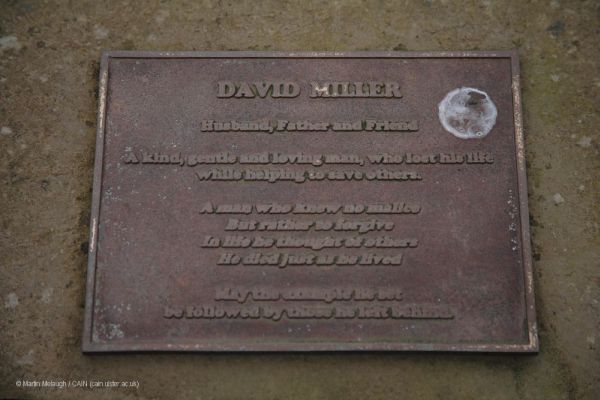 DAVID MILLER
Husband, Father and Friend
A kind, gentle and loving man, who lost his life
while helping to save others.
A man who knew no malice
But rather to forgive
In life he thought of others
He died just as he lived
May the example he set
be followed by those he left behind.
© Martin Melaugh / CAIN (cain.ulster.ac.uk)